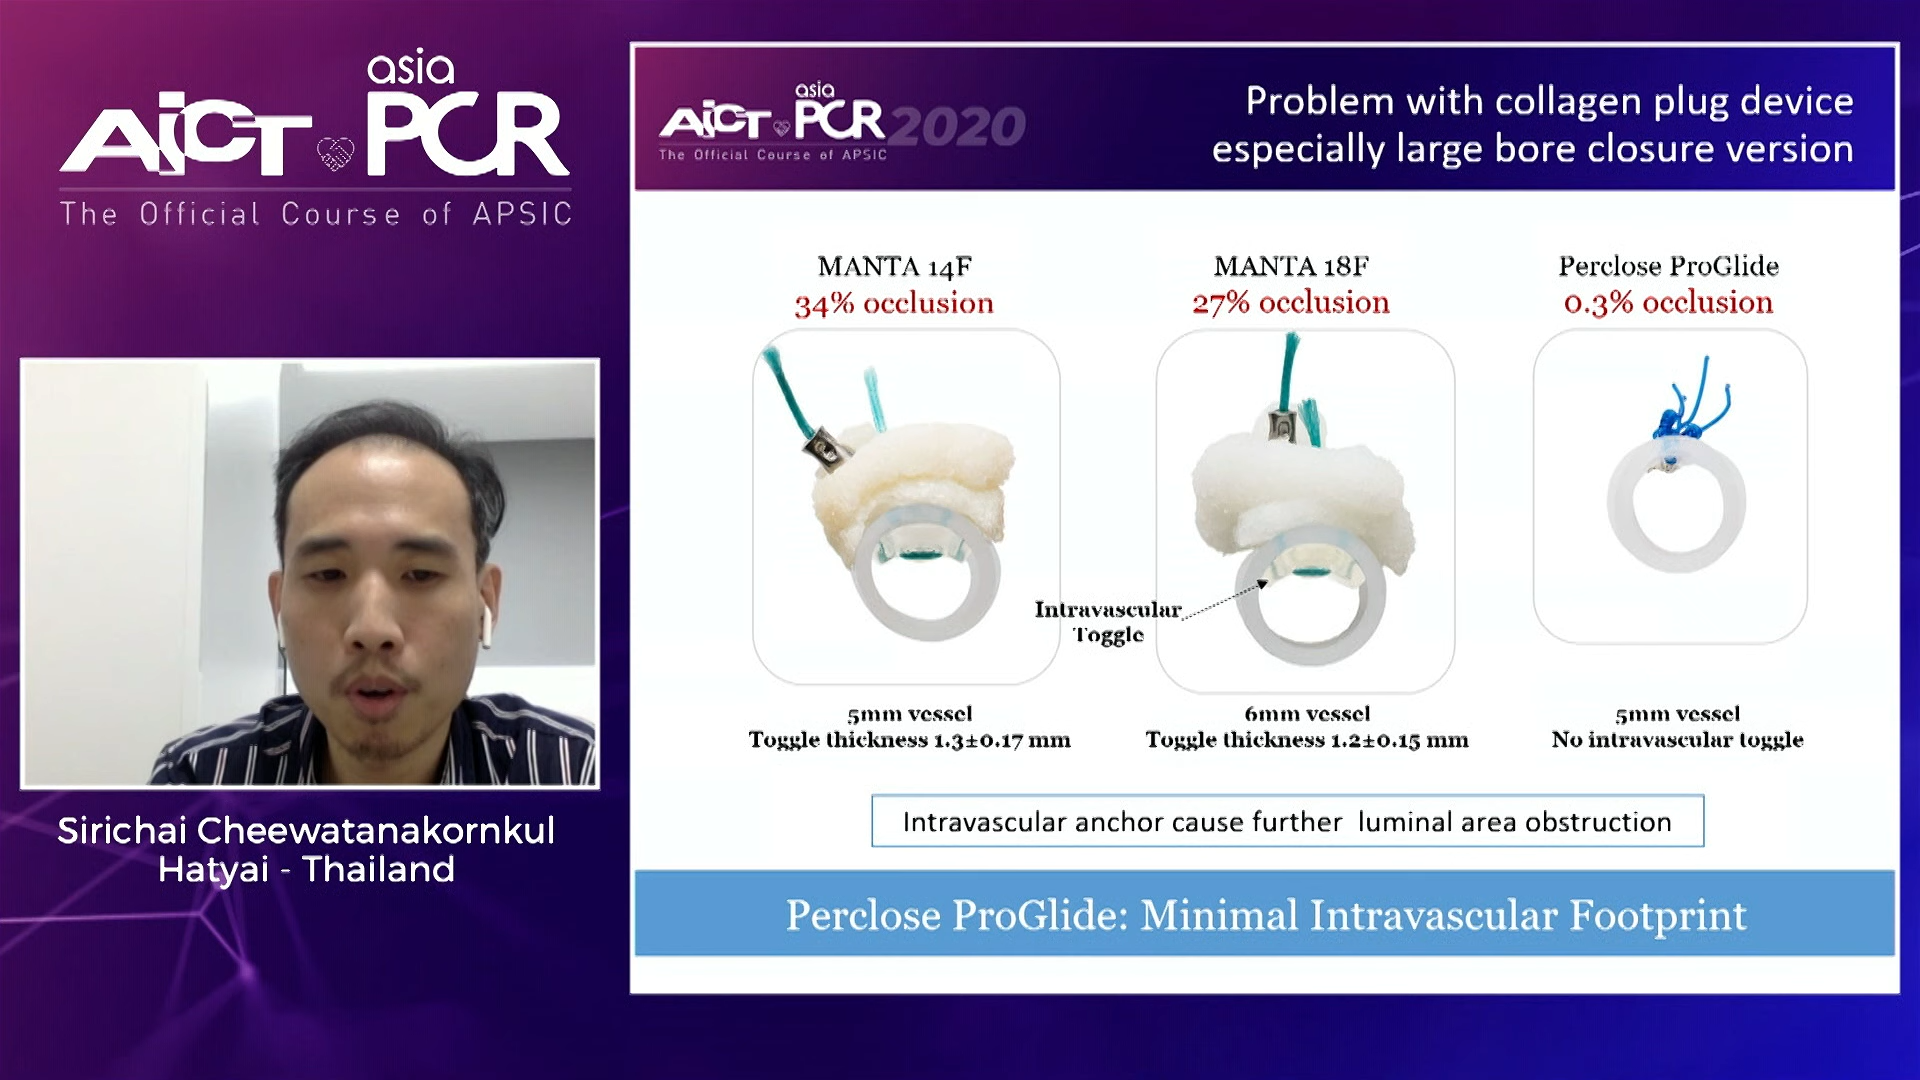 asia
AICT PCR
The Official Course of APSIC
Sirichai Cheewatanakornkul
Hatyai - Thailand
asia
AICT PCR 2020
The Official Course of APSIC
Problem with collagen plug device
especially large bore closure version
MANTA 14F
34% occlusion
MANTA 18F
27% occlusion
Perclose ProGlide
0.3% occlusion
Intravascular
Toggle
5mm vessel
Toggle thickness 1.3±0.17 mm
6mm vessel
Toggle thickness 1.2±0.15 mm
5mm vessel
No intravascular toggle
Intravascular anchor cause further luminal area obstruction
Perclose ProGlide: Minimal Intravascular Footprint